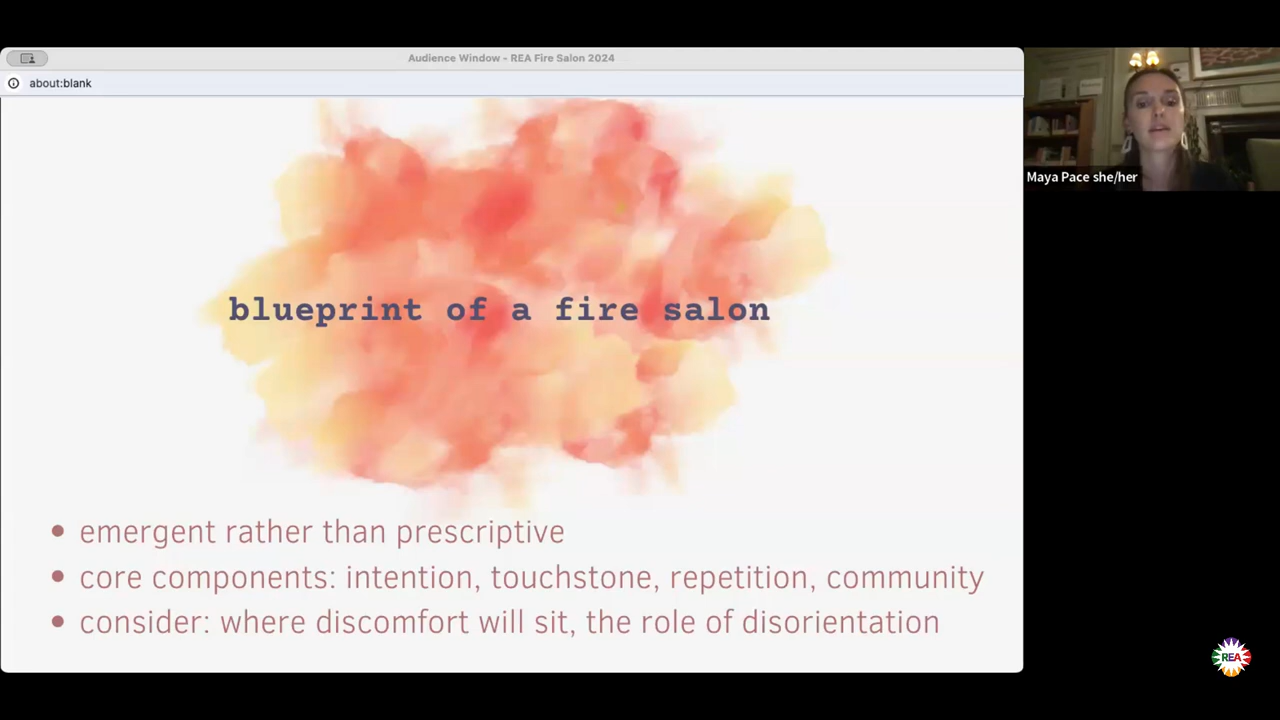 Audience Window - REA Fire Salon 2024
about:blank
Maya Pace she/her
blueprint of a fire salon
• emergent rather than prescriptive
• core components: intention, touchstone, repetition, community
• consider: where discomfort will sit, the role of disorientation
REA